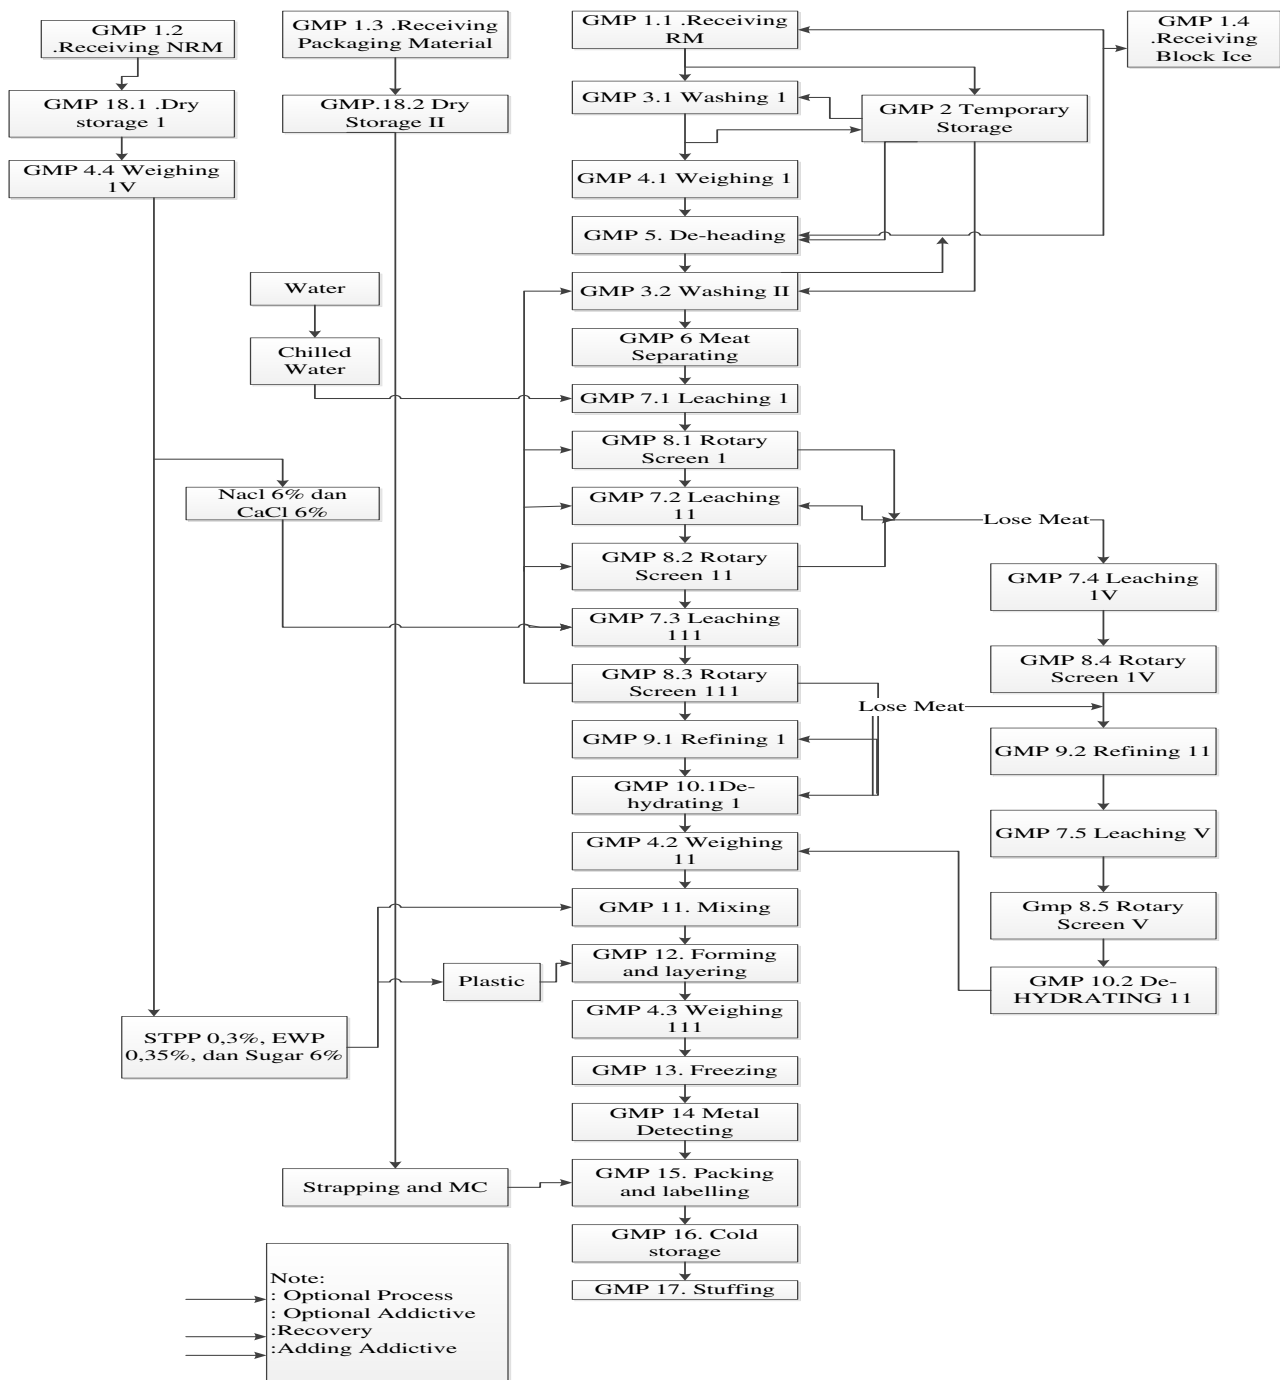 GMP 1.2
.Receiving NRM
GMP 1.3 .Receiving
Packaging Material
GMP 1.1 .Receiving
RM
GMP 1.4
.Receiving
Block Ice
GMP 18.1 .Dry
storage 1
GMP.18.2 Dry
Storage II
GMP 3.1 Washing 1
GMP 2 Temporary
Storage
GMP 4.4 Weighing
1V
GMP 4.1 Weighing 1
GMP 5. De-heading
Water
GMP 3.2 Washing II
Chilled
Water
GMP 6 Meat
Separating
GMP 7.1 Leaching 1
GMP 8.1 Rotary
Screen 1
Nacl 6% dan
CaCl 6%
GMP 7.2 Leaching
11
Lose Meat
GMP 8.2 Rotary
Screen 11
GMP 7.4 Leaching
1V
GMP 7.3 Leaching
111
GMP 8.3 Rotary
Screen 111
GMP 8.4 Rotary
Screen 1V
Lose Meat
GMP 9.1 Refining 1
GMP 9.2 Refining 11
GMP 10.1De-
hydrating 1
GMP 4.2 Weighing
11
GMP 7.5 Leaching V
GMP 11. Mixing
Gmp 8.5 Rotary
Screen V
GMP 12. Forming
and layering
Plastic
GMP 10.2 De-
HYDRATING 11
STPP 0,3%, EWP
0,35%, dan Sugar 6%
GMP 4.3 Weighing
111
GMP 13. Freezing
GMP 14 Metal
Detecting
Strapping and MC
GMP 15. Packing
and labelling
GMP 16. Cold
storage
GMP 17. Stuffing
Note:
: Optional Process
: Optional Addictive
:Recovery
:Adding Addictive